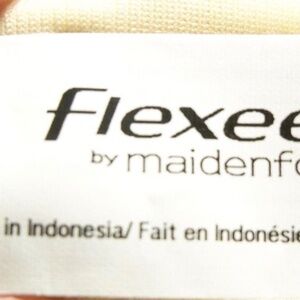 Flexee
by maidenfo
in Indonesia/ Fait en Indonésie